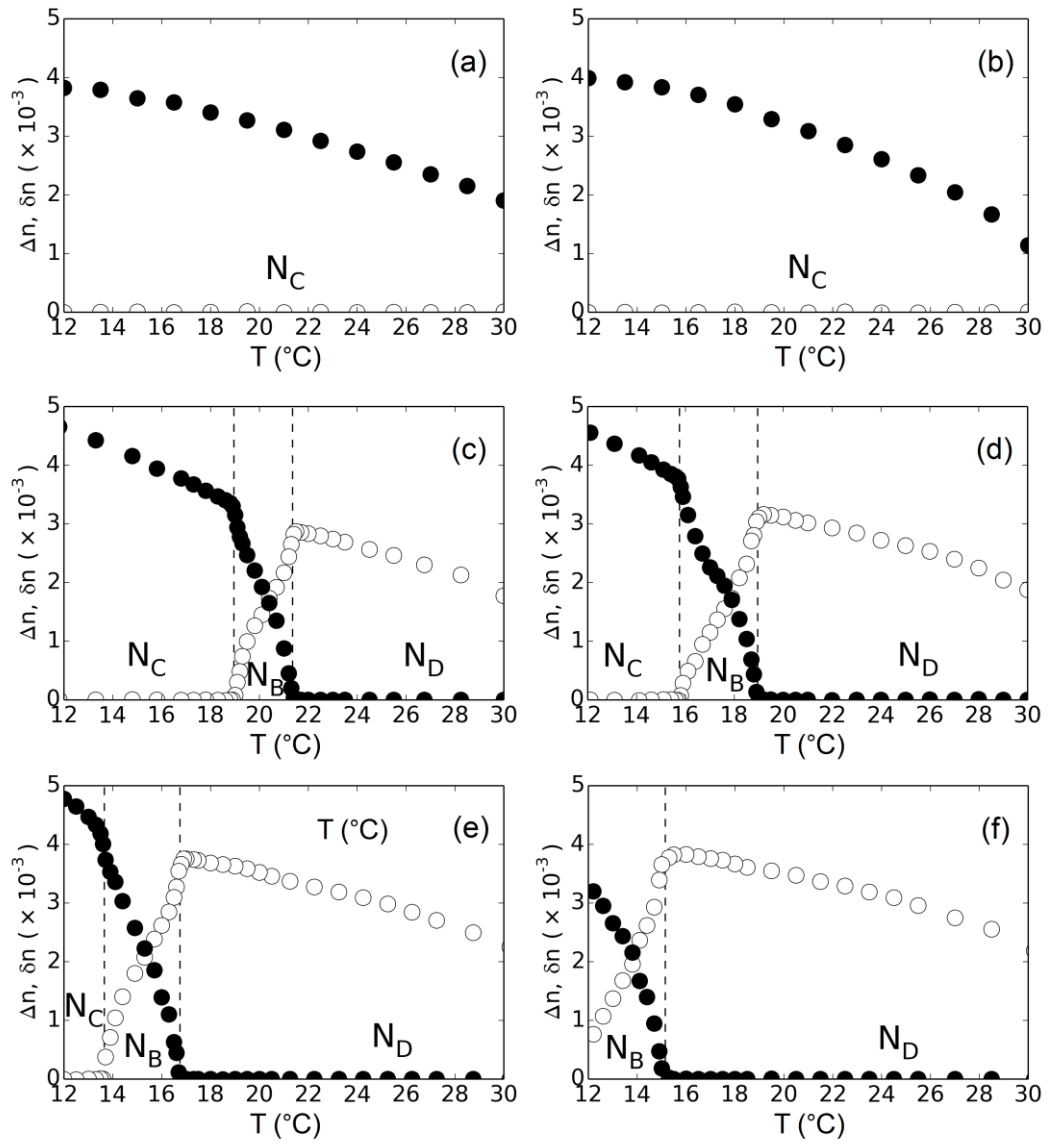 5
4
3
2
1
0
Δn, δn ( × 10⁻³ )
(a)
N_C
12 14 16 18 20 22 24 26 28 30
T (°C)
5
4
3
2
1
0
Δn, δn ( × 10⁻³ )
(b)
N_C
12 14 16 18 20 22 24 26 28 30
T (°C)
5
4
3
2
1
0
Δn, δn ( × 10⁻³ )
(c)
N_C N_B N_D
12 14 16 18 20 22 24 26 28 30
T (°C)
5
4
3
2
1
0
Δn, δn ( × 10⁻³ )
(d)
N_C N_B N_D
12 14 16 18 20 22 24 26 28 30
T (°C)
5
4
3
2
1
0
Δn, δn ( × 10⁻³ )
T (°C) (e)
N_C N_B N_D
12 14 16 18 20 22 24 26 28 30
T (°C)
5
4
3
2
1
0
Δn, δn ( × 10⁻³ )
(f)
N_B N_D
12 14 16 18 20 22 24 26 28 30
T (°C)